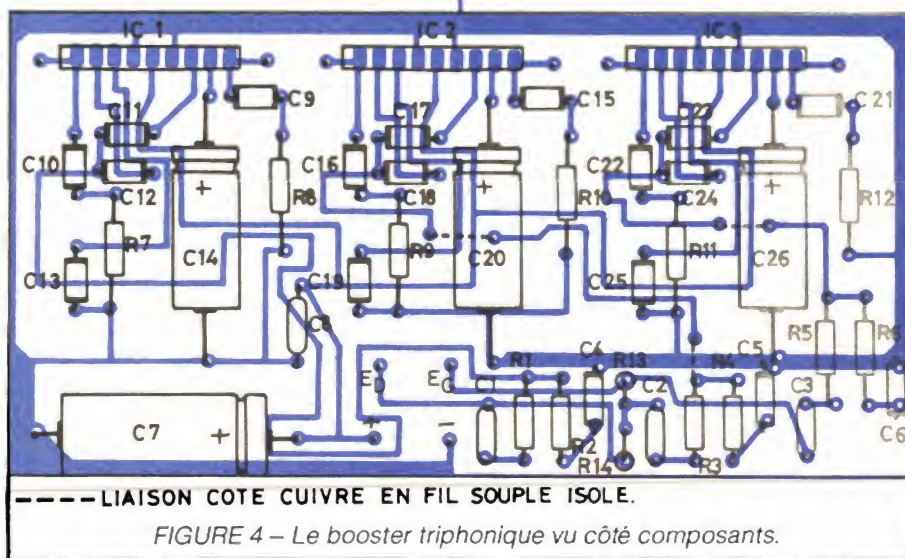 IC 1 IC 2 IC 3
C9 C15 C21
C11 C17 C23
C10 C16 C22
C12 R8 C18 R10 C24 R12
R7 C14 R9 C20 R11 C26
C13 C19 C25
C8
R5 R6
ED EG C1 R1 C4 R13 C2 R4 C5 C3
C7 + + −
R2 R3 C6
R14
----LIAISON COTE CUIVRE EN FIL SOUPLE ISOLE.
FIGURE 4 – Le booster triphonique vu côté composants.